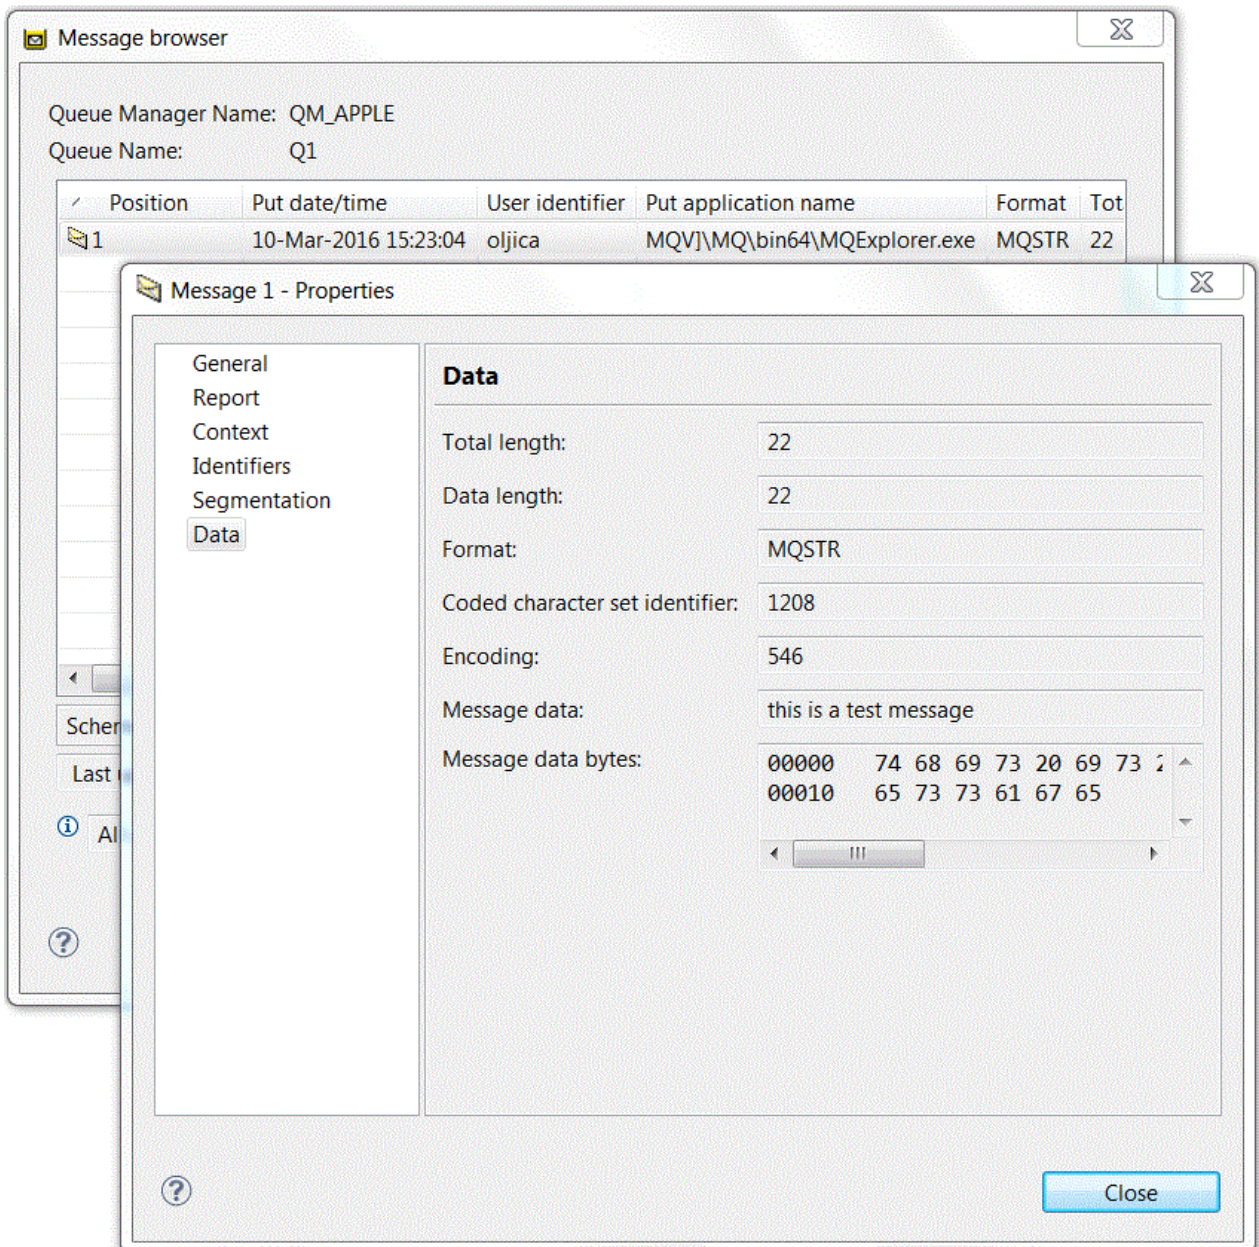 Message browser
Queue Manager Name: QM_APPLE
Queue Name: Q1
Position Put date/time User identifier Put application name Format Tot
1 10-Mar-2016 15:23:04 oljica MQV]\MQ\bin64\MQExplorer.exe MQSTR 22
Message 1 - Properties
General
Report
Context
Identifiers
Segmentation
Data
Data
Total length: 22
Data length: 22
Format: MQSTR
Coded character set identifier: 1208
Encoding: 546
Message data: this is a test message
Message data bytes:
00000 74 68 69 73 20 69 73
00010 65 73 73 61 67 65
Scher
Last
Al
Close